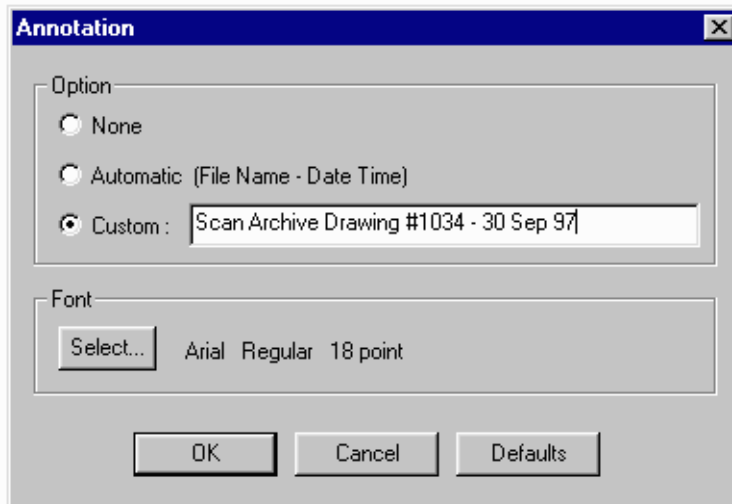 Annotation
Option
None
Automatic (File Name - Date Time)
Custom : Scan Archive Drawing #1034 - 30 Sep 97
Font
Select... Arial Regular 18 point
OK Cancel Defaults